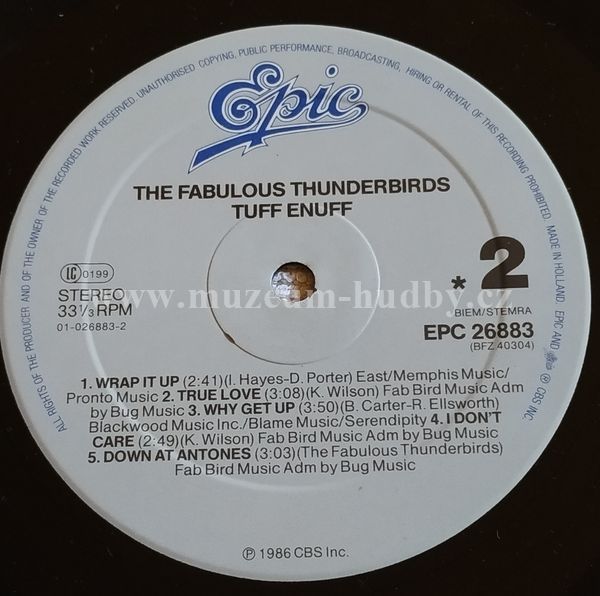 ALL RIGHTS OF THE PRODUCER AND OF THE OWNER OF THE RECORDED WORK RESERVED. UNAUTHORISED COPYING, PUBLIC PERFORMANCE, BROADCASTING, HIRING OR RENTAL OF THIS RECORDING PROHIBITED. MADE IN HOLLAND. EPIC AND ARE ℗ CBS INC.
Epic
THE FABULOUS THUNDERBIRDS
TUFF ENUFF
LC 0199
* 2
STEREO
33⅓ RPM
01-026883-2
www.muzeum-hudby.cz
BIEM/STEMRA
EPC 26883
(BFZ 40304)
1. WRAP IT UP (2:41)(I. Hayes-D. Porter) East/Memphis Music/
Pronto Music 2. TRUE LOVE (3:08)(K. Wilson) Fab Bird Music Adm
by Bug Music 3. WHY GET UP (3:50)(B. Carter-R. Ellsworth)
Blackwood Music Inc./Blame Music/Serendipity 4. I DON'T
CARE (2:49)(K. Wilson) Fab Bird Music Adm by Bug Music
5. DOWN AT ANTONES (3:03)(The Fabulous Thunderbirds)
Fab Bird Music Adm by Bug Music
℗ 1986 CBS Inc.